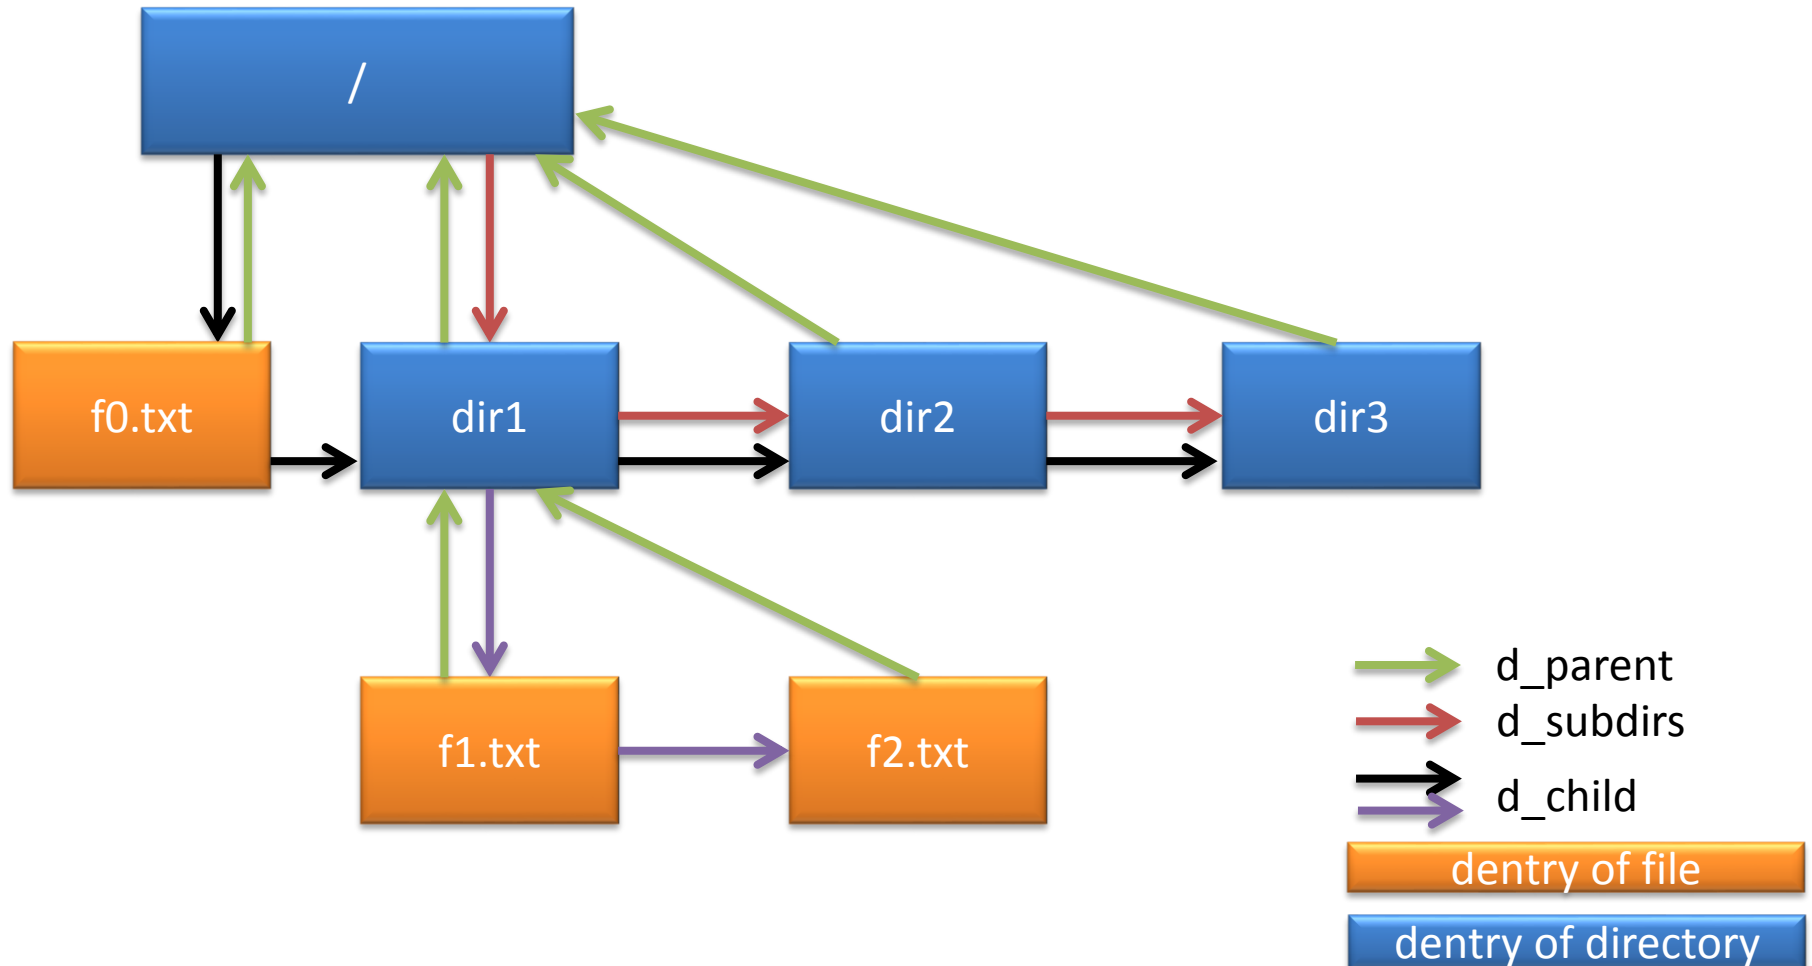 /
f0.txt
dir1
dir2
dir3
f1.txt
f2.txt
d_parent
d_subdirs
d_child
dentry of file
dentry of directory